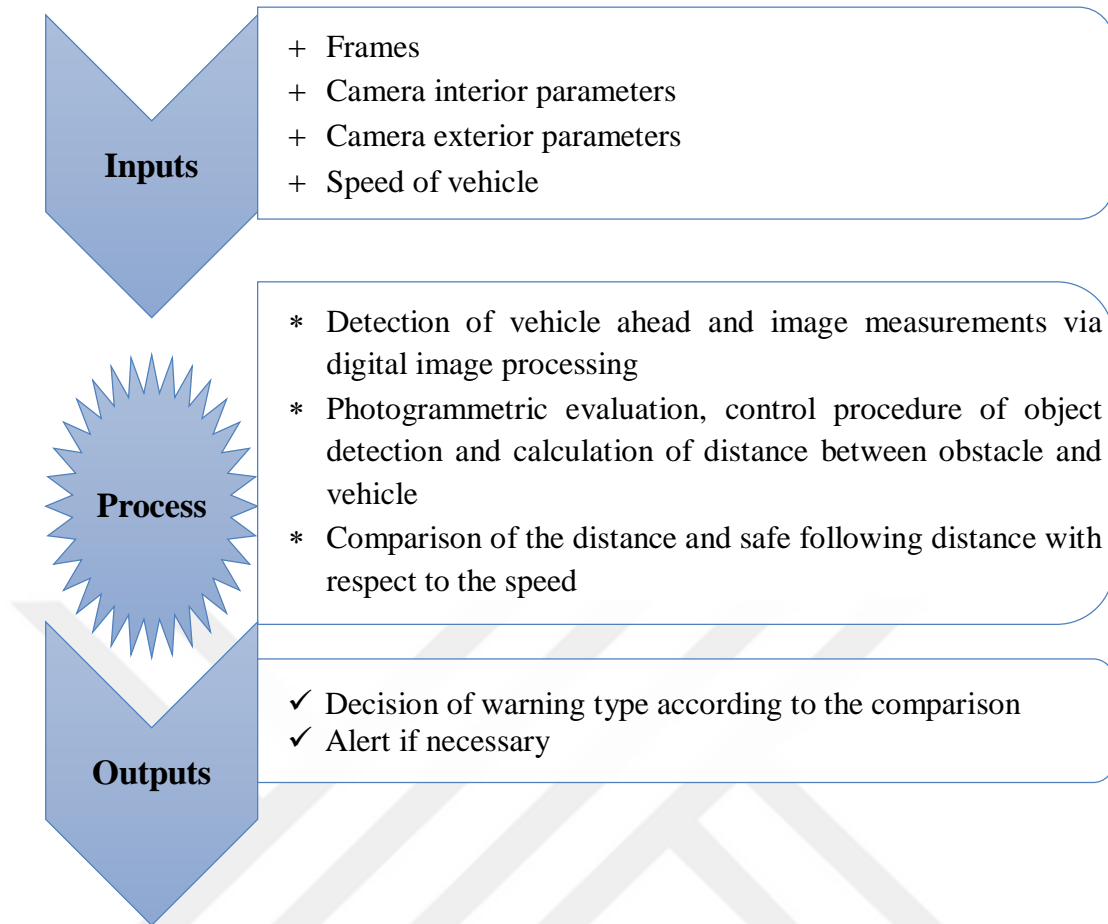 Inputs
+ Frames
+ Camera interior parameters
+ Camera exterior parameters
+ Speed of vehicle
Process
* Detection of vehicle ahead and image measurements via
digital image processing
* Photogrammetric evaluation, control procedure of object
detection and calculation of distance between obstacle and
vehicle
* Comparison of the distance and safe following distance with
respect to the speed
Outputs
✓ Decision of warning type according to the comparison
✓ Alert if necessary